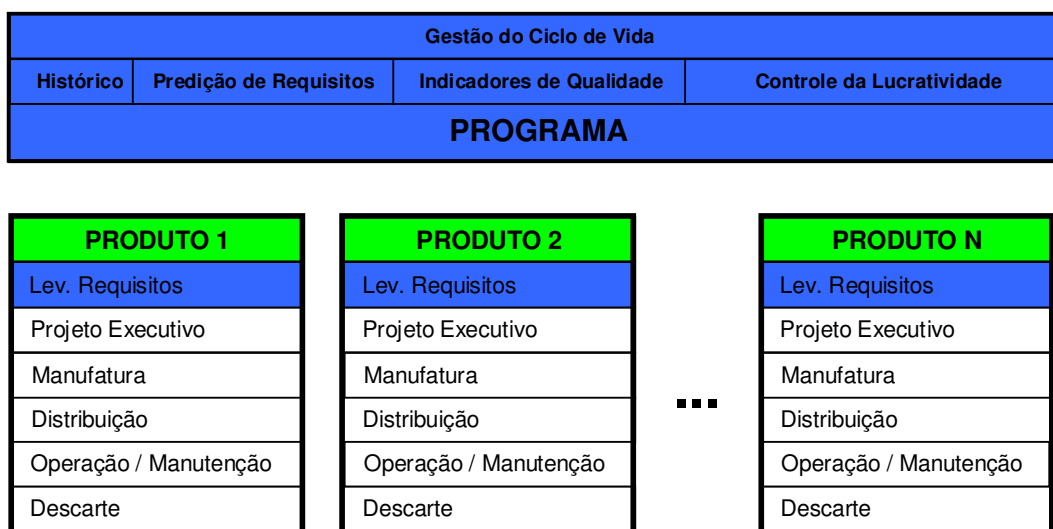 Gestão do Ciclo de Vida
Histórico
Predição de Requisitos
Indicadores de Qualidade
Controle da Lucratividade
PROGRAMA
PRODUTO 1
Lev. Requisitos
Projeto Executivo
Manufatura
Distribuição
Operação / Manutenção
Descarte
PRODUTO 2
Lev. Requisitos
Projeto Executivo
Manufatura
Distribuição
Operação / Manutenção
Descarte
...
PRODUTO N
Lev. Requisitos
Projeto Executivo
Manufatura
Distribuição
Operação / Manutenção
Descarte